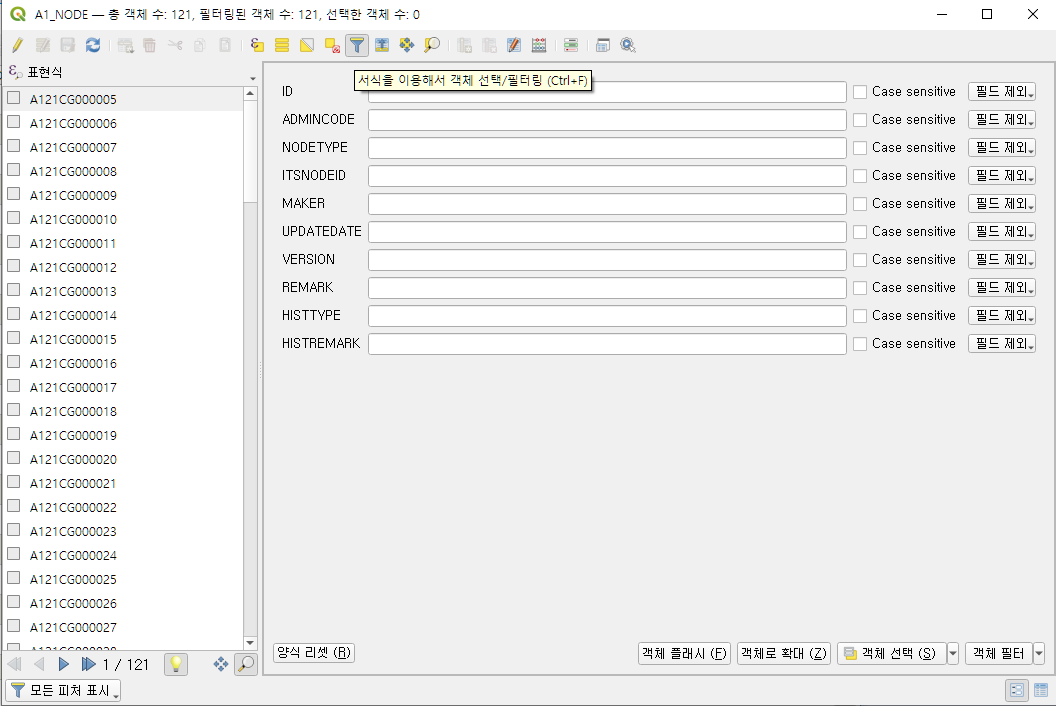 A1_NODE — 총 객체 수: 121, 필터링된 객체 수: 121, 선택한 객체 수: 0
표현식
서식을 이용해서 객체 선택/필터링 (Ctrl+F)
A121CG000005
A121CG000006
A121CG000007
A121CG000008
A121CG000009
A121CG000010
A121CG000011
A121CG000012
A121CG000013
A121CG000014
A121CG000015
A121CG000016
A121CG000017
A121CG000018
A121CG000019
A121CG000020
A121CG000021
A121CG000022
A121CG000023
A121CG000024
A121CG000025
A121CG000026
A121CG000027
ID Case sensitive 필드 제외
ADMINCODE Case sensitive 필드 제외
NODETYPE Case sensitive 필드 제외
ITSNODEID Case sensitive 필드 제외
MAKER Case sensitive 필드 제외
UPDATEDATE Case sensitive 필드 제외
VERSION Case sensitive 필드 제외
REMARK Case sensitive 필드 제외
HISTTYPE Case sensitive 필드 제외
HISTREMARK Case sensitive 필드 제외
양식 리셋 (R) 객체 플래시 (F) 객체로 확대 (Z) 객체 선택 (S) 객체 필터
1 / 121
모든 피처 표시